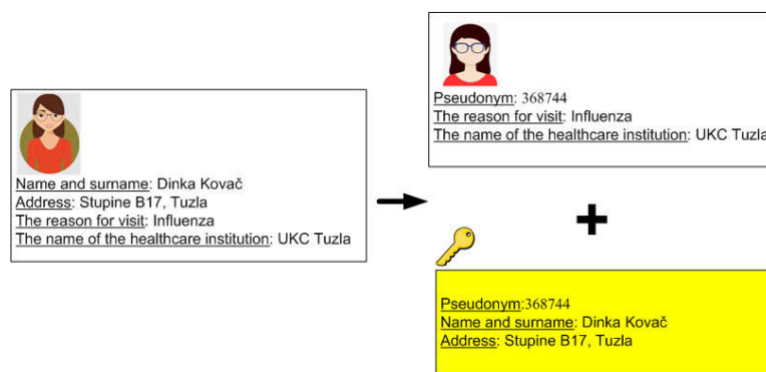 Name and surname: Dinka Kovač
Address: Stupine B17, Tuzla
The reason for visit: Influenza
The name of the healthcare institution: UKC Tuzla
Pseudonym: 368744
The reason for visit: Influenza
The name of the healthcare institution: UKC Tuzla
Pseudonym:368744
Name and surname: Dinka Kovač
Address: Stupine B17, Tuzla